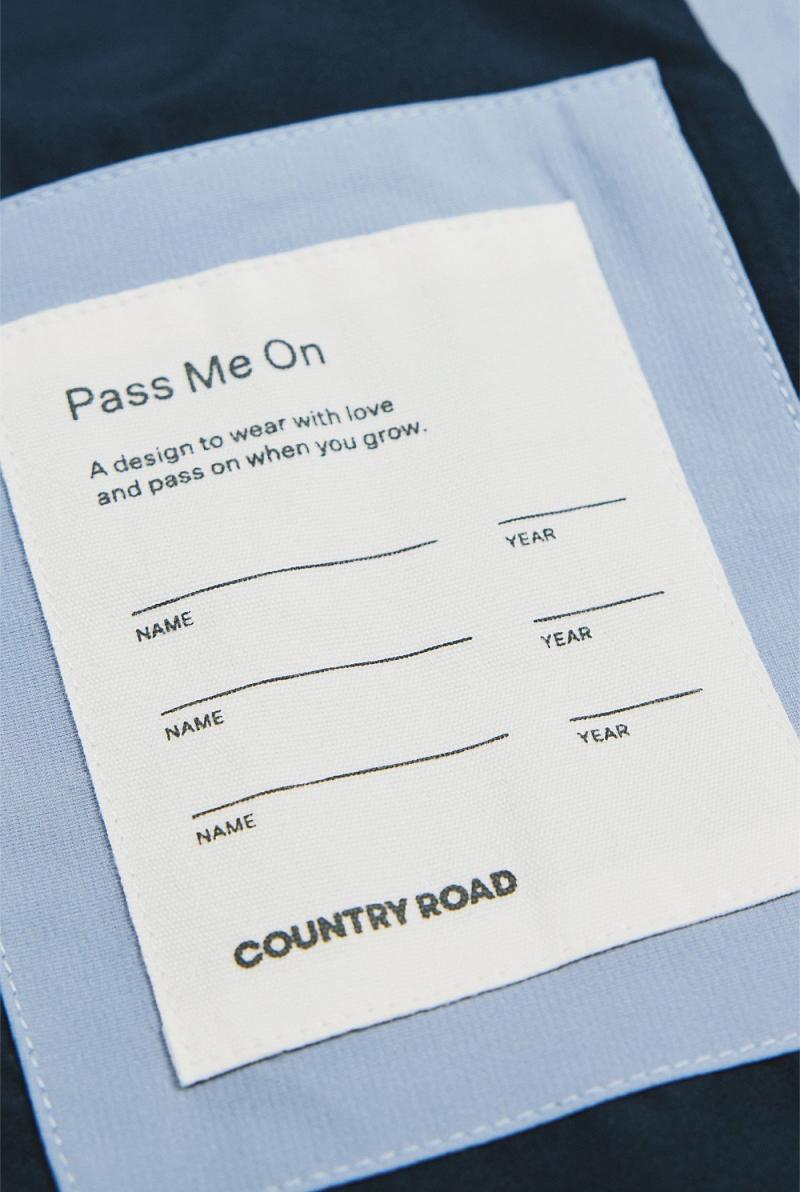 Pass Me On
A design to wear with love
and pass on when you grow.
NAME YEAR
NAME YEAR
NAME YEAR
COUNTRY ROAD